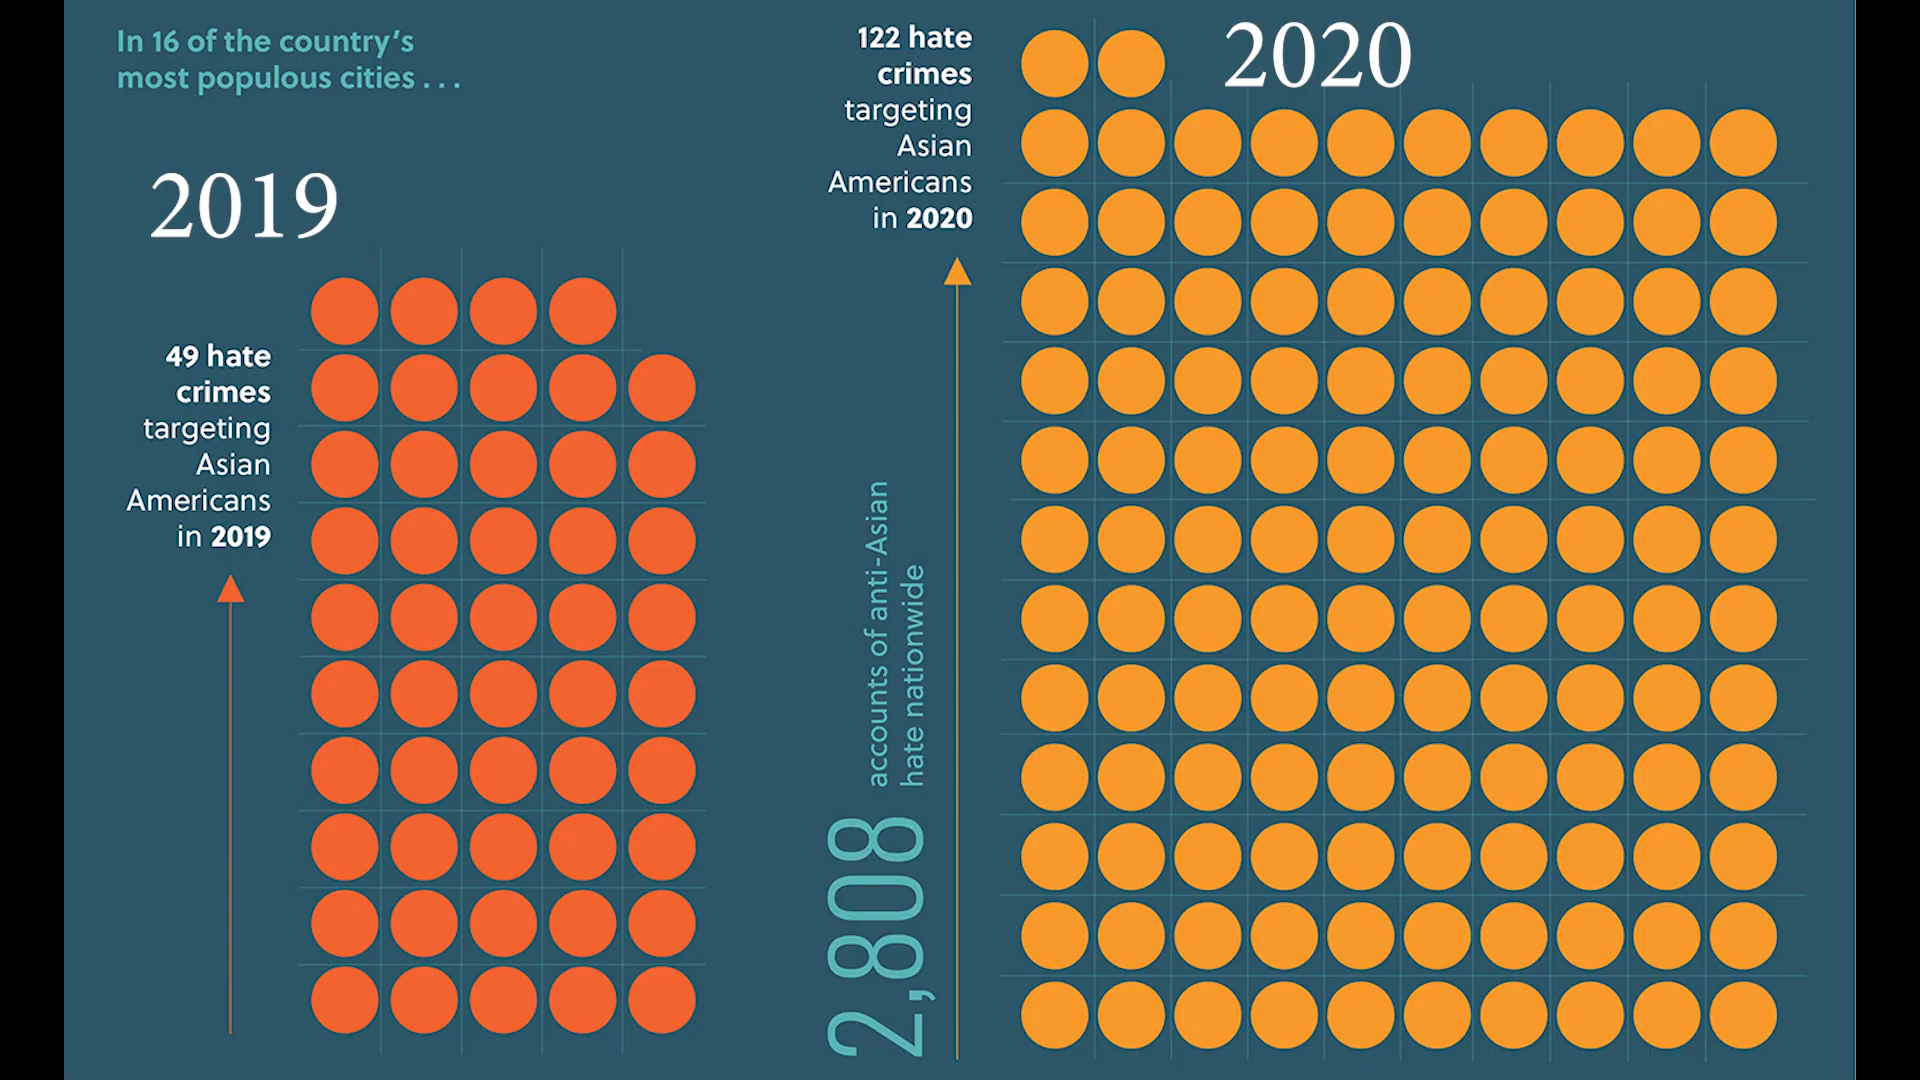 In 16 of the country's
most populous cities . . .
2019
49 hate
crimes
targeting
Asian
Americans
in 2019
122 hate
crimes
targeting
Asian
Americans
in 2020
2020
2,808
accounts of anti-Asian
hate nationwide